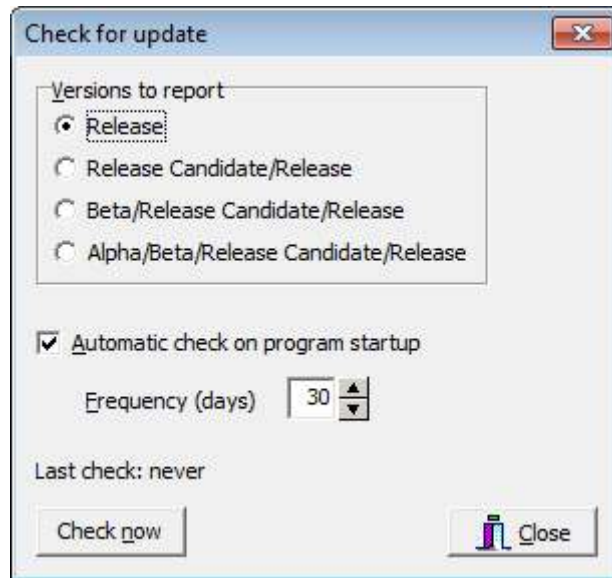 Check for update
Versions to report
Release
Release Candidate/Release
Beta/Release Candidate/Release
Alpha/Beta/Release Candidate/Release
Automatic check on program startup
Frequency (days) 30
Last check: never
Check now Close